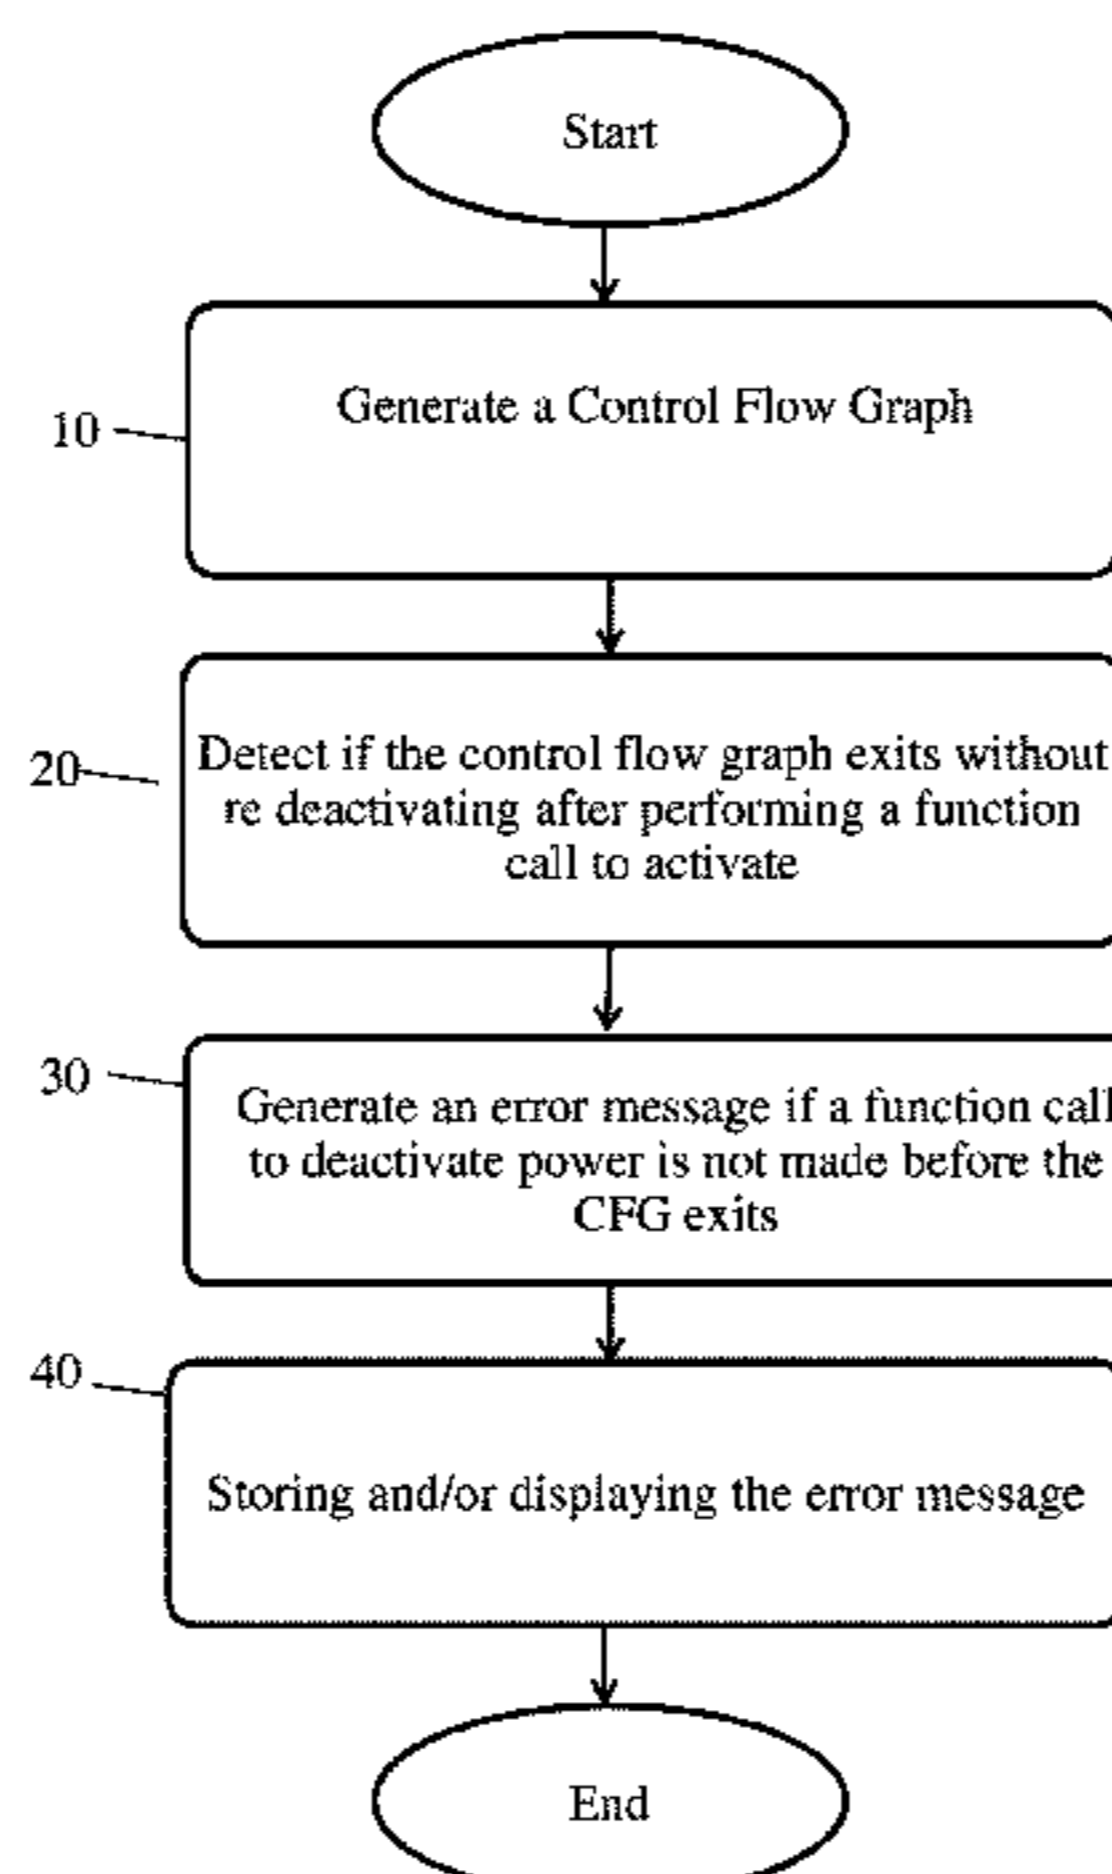 Start
10
Generate a Control Flow Graph
20
Detect if the control flow graph exits without
re deactivating after performing a function
call to activate
30
Generate an error message if a function call
to deactivate power is not made before the
CFG exits
40
Storing and/or displaying the error message
End